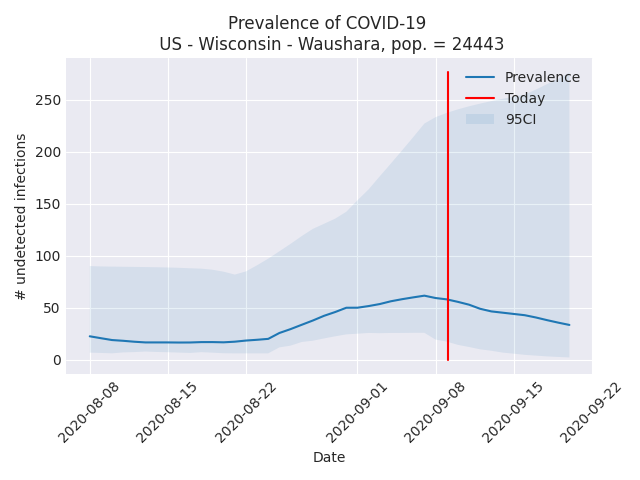 Prevalence of COVID-19
US - Wisconsin - Waushara, pop. = 24443
Prevalence
Today
95CI
# undetected infections
250
200
150
100
50
0
2020-08-08
2020-08-15
2020-08-22
2020-09-01
2020-09-08
2020-09-15
2020-09-22
Date